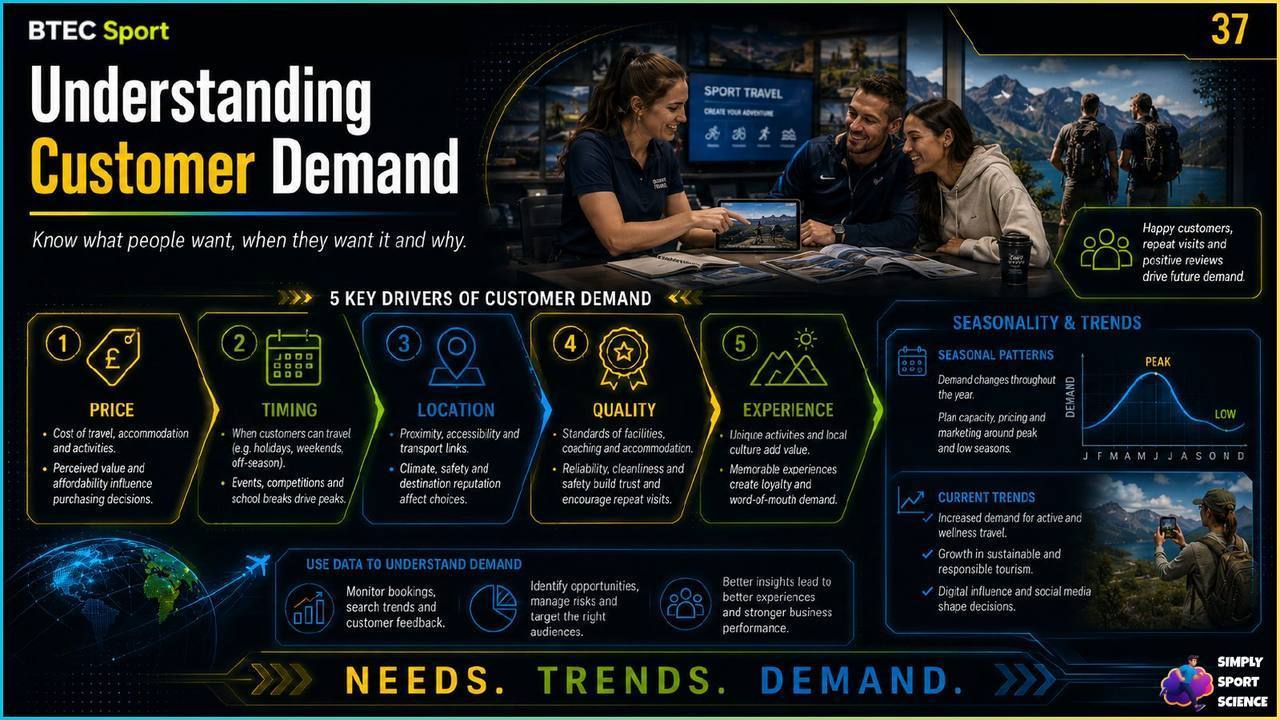 BTEC Sport
37
Understanding
Customer Demand
Know what people want, when they want it and why.
SPORT TRAVEL
CREATE YOUR ADVENTURE
Happy customers,
repeat visits and
positive reviews
drive future demand.
5 KEY DRIVERS OF CUSTOMER DEMAND
1
£
PRICE
• Cost of travel, accommodation
and activities.
• Perceived value and
affordability influence
purchasing decisions.
2
TIMING
• When customers can travel
(e.g. holidays, weekends,
off-season).
• Events, competitions and
school breaks drive peaks.
3
LOCATION
• Proximity, accessibility and
transport links.
• Climate, safety and
destination reputation
affect choices.
4
QUALITY
• Standards of facilities,
coaching and accommodation.
• Reliability, cleanliness and
safety build trust and
encourage repeat visits.
5
EXPERIENCE
• Unique activities and local
culture add value.
• Memorable experiences
create loyalty and
word-of-mouth demand.
SEASONALITY & TRENDS
SEASONAL PATTERNS
Demand changes throughout
the year.
Plan capacity, pricing and
marketing around peak
and low seasons.
DEMAND
PEAK
LOW
J F M A M J J A S O N D
CURRENT TRENDS
Increased demand for active and
wellness travel.
Growth in sustainable and
responsible tourism.
Digital influence and social media
shape decisions.
USE DATA TO UNDERSTAND DEMAND
Monitor bookings,
search trends and
customer feedback.
Identify opportunities,
manage risks and
target the right
audiences.
Better insights lead to
better experiences
and stronger business
performance.
NEEDS. TRENDS. DEMAND.
SIMPLY
SPORT
SCIENCE